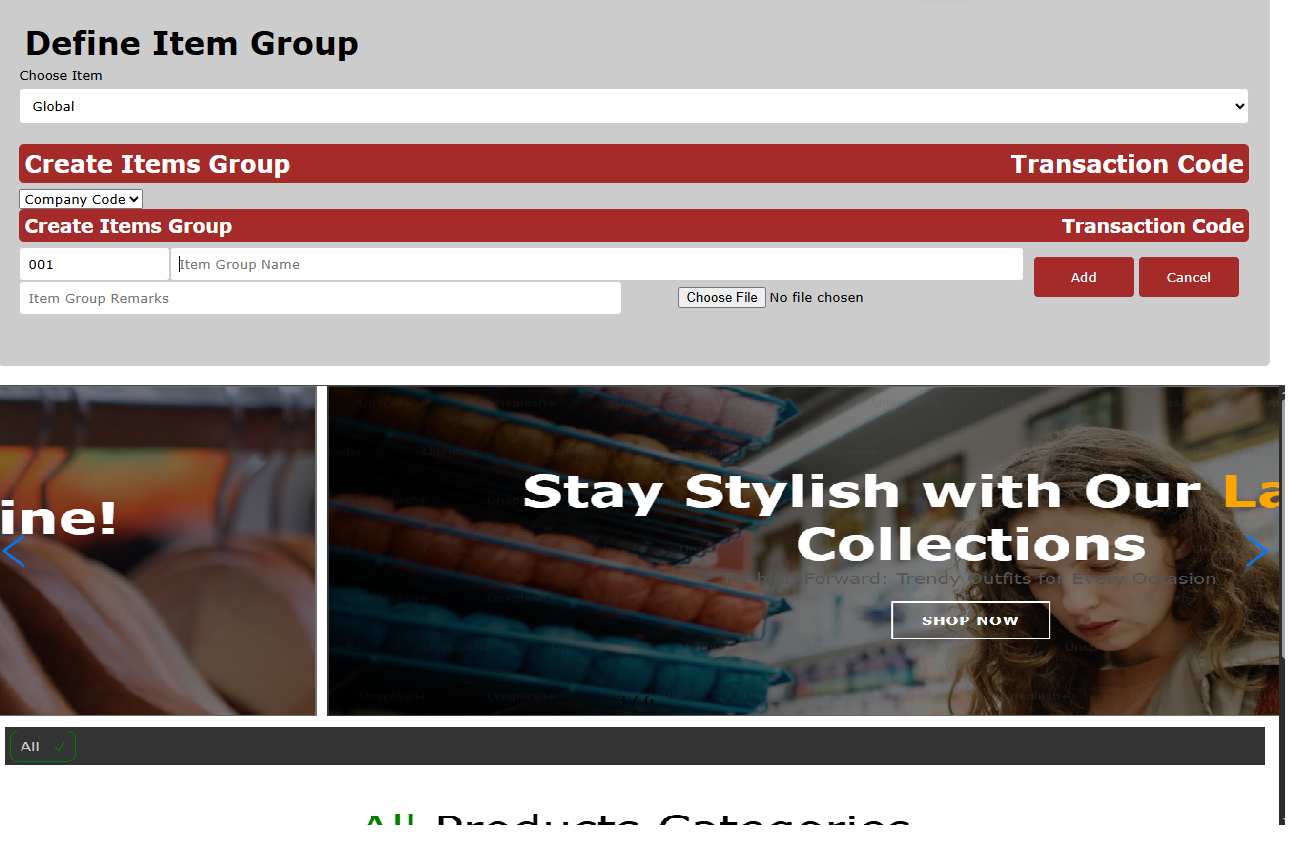 Define Item Group
Choose Item
Global
Create Items Group Transaction Code
Company Code
Create Items Group Transaction Code
001 Item Group Name
Add Cancel
Item Group Remarks Choose File No file chosen
ine!
Stay Stylish with Our La
Collections
Forward: Trendy Outfits for Every Occasion
SHOP NOW
All ✓
All Products Categories